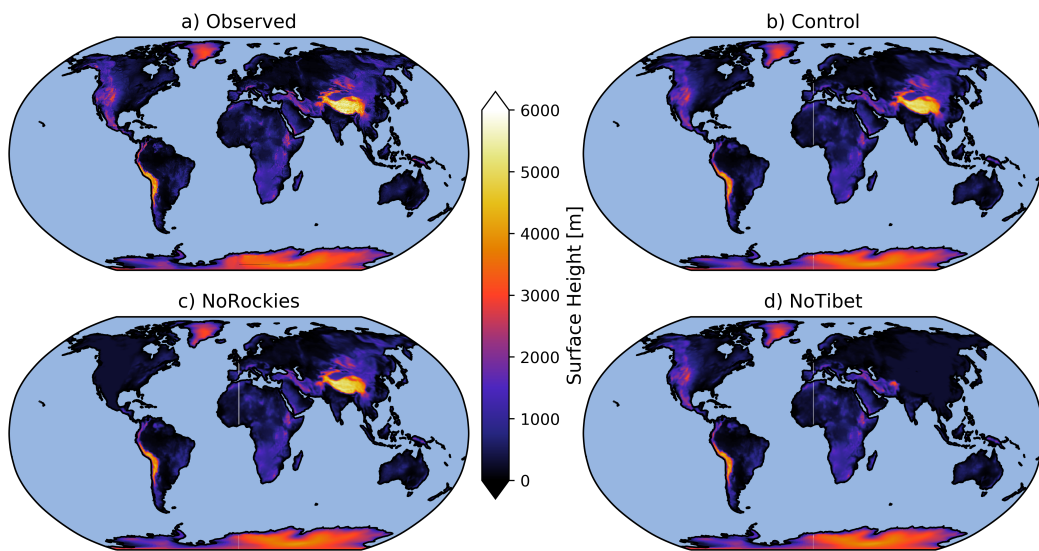 a) Observed
b) Control
6000
5000
4000
3000
2000
1000
0
Surface Height [m]
c) NoRockies
d) NoTibet